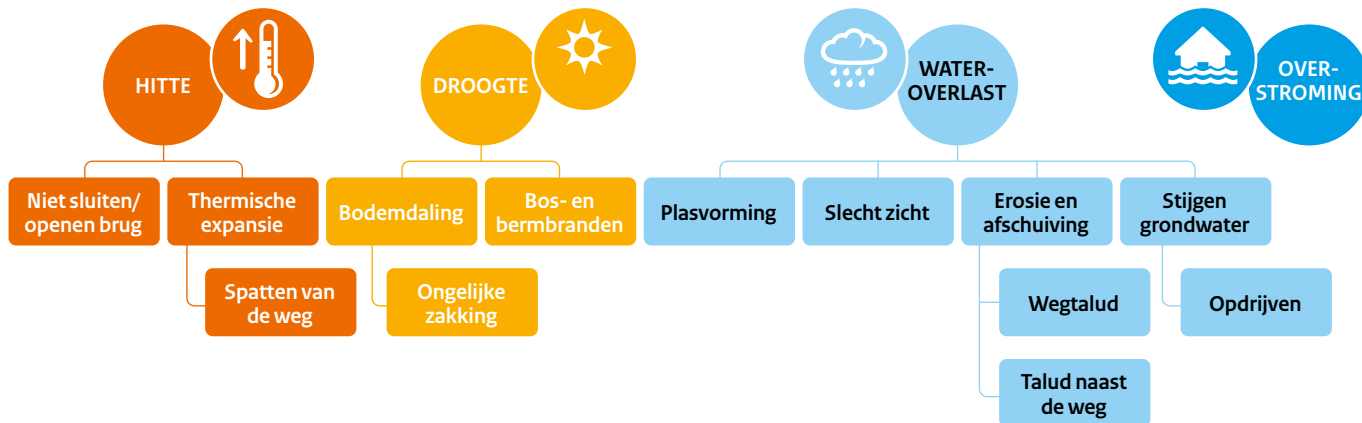 HITTE
DROOGTE
WATER-
OVERLAST
OVER-
STROMING
Niet sluiten/
openen brug
Thermische
expansie
Bodemdaling
Bos- en
bermbranden
Plasvorming
Slecht zicht
Erosie en
afschuiving
Stijgen
grondwater
Spatten van
de weg
Ongelijke
zakking
Wegtalud
Opdrijven
Talud naast
de weg